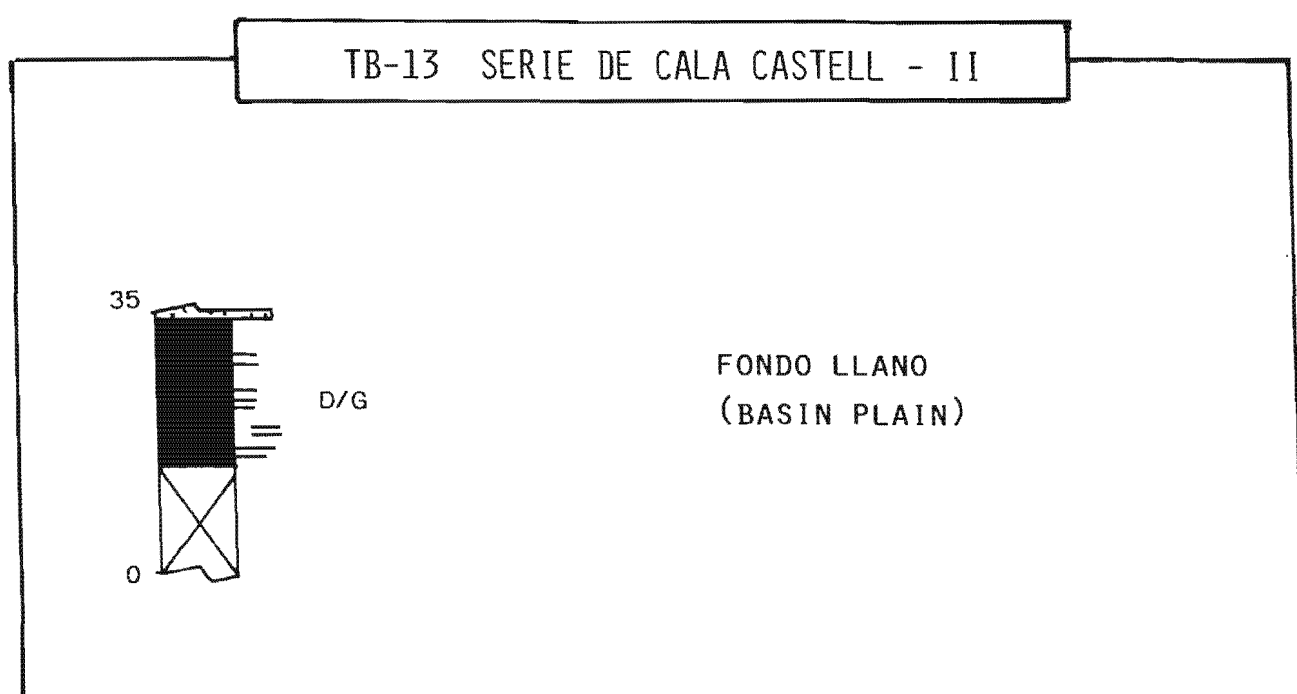 TB-13 SERIE DE CALA CASTELL - II
35
D/G
FONDO LLANO
(BASIN PLAIN)
0